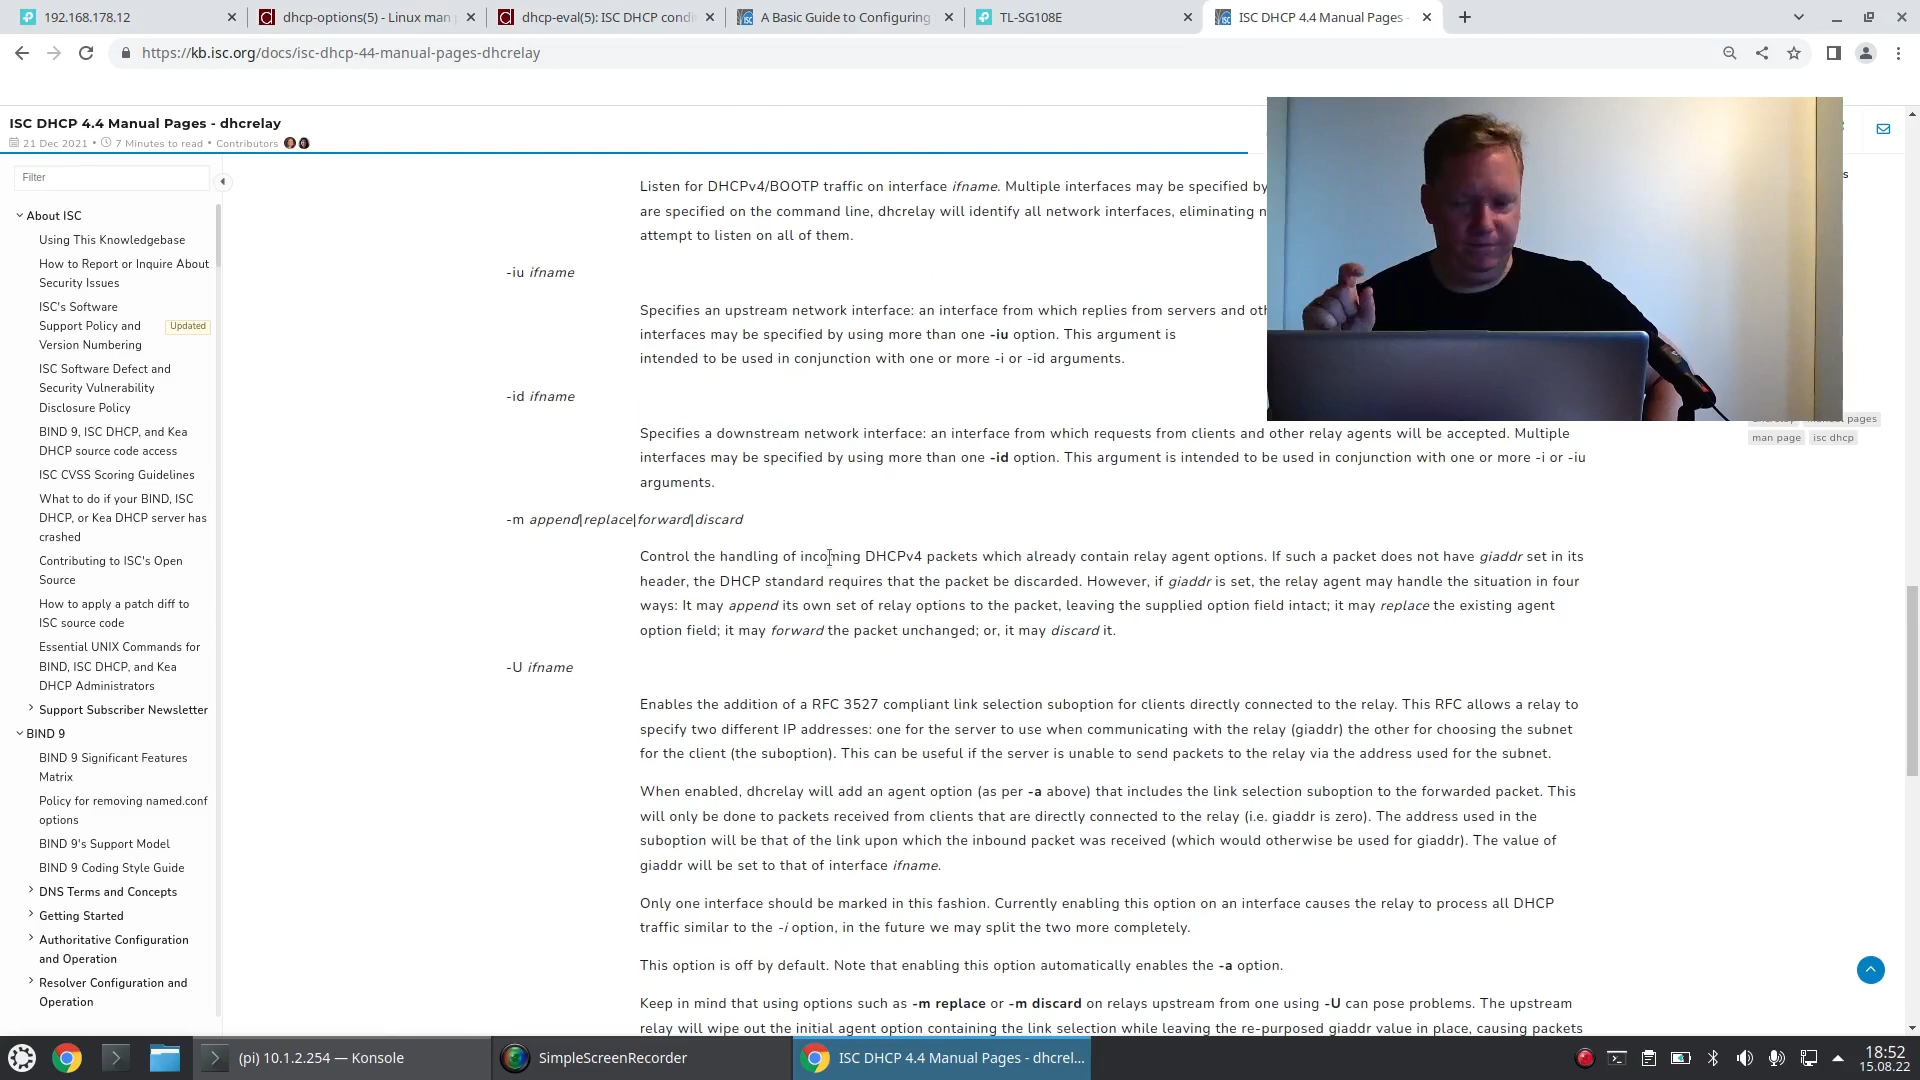 192.168.178.12
dhcp-options(5) - Linux man
dhcp-eval(5): ISC DHCP condi
A Basic Guide to Configuring
TL-SG108E
ISC DHCP 4.4 Manual Pages -
https://kb.isc.org/docs/isc-dhcp-44-manual-pages-dhcrelay
ISC DHCP 4.4 Manual Pages - dhcrelay
21 Dec 2021 • 7 Minutes to read • Contributors
Filter
About ISC
Using This Knowledgebase
How to Report or Inquire About
Security Issues
ISC's Software
Support Policy and
Version Numbering
Updated
ISC Software Defect and
Security Vulnerability
Disclosure Policy
BIND 9, ISC DHCP, and Kea
DHCP source code access
ISC CVSS Scoring Guidelines
What to do if your BIND, ISC
DHCP, or Kea DHCP server has
crashed
Contributing to ISC's Open
Source
How to apply a patch diff to
ISC source code
Essential UNIX Commands for
BIND, ISC DHCP, and Kea
DHCP Administrators
Support Subscriber Newsletter
BIND 9
BIND 9 Significant Features
Matrix
Policy for removing named.conf
options
BIND 9's Support Model
BIND 9 Coding Style Guide
DNS Terms and Concepts
Getting Started
Authoritative Configuration
and Operation
Resolver Configuration and
Operation
Listen for DHCPv4/BOOTP traffic on interface ifname. Multiple interfaces may be specified by
are specified on the command line, dhcrelay will identify all network interfaces, eliminating n
attempt to listen on all of them.
-iu ifname
Specifies an upstream network interface: an interface from which replies from servers and oth
interfaces may be specified by using more than one -iu option. This argument is
intended to be used in conjunction with one or more -i or -id arguments.
-id ifname
Specifies a downstream network interface: an interface from which requests from clients and other relay agents will be accepted. Multiple
interfaces may be specified by using more than one -id option. This argument is intended to be used in conjunction with one or more -i or -iu
arguments.
-m append|replace|forward|discard
Control the handling of incoming DHCPv4 packets which already contain relay agent options. If such a packet does not have giaddr set in its
header, the DHCP standard requires that the packet be discarded. However, if giaddr is set, the relay agent may handle the situation in four
ways: It may append its own set of relay options to the packet, leaving the supplied option field intact; it may replace the existing agent
option field; it may forward the packet unchanged; or, it may discard it.
-U ifname
Enables the addition of a RFC 3527 compliant link selection suboption for clients directly connected to the relay. This RFC allows a relay to
specify two different IP addresses: one for the server to use when communicating with the relay (giaddr) the other for choosing the subnet
for the client (the suboption). This can be useful if the server is unable to send packets to the relay via the address used for the subnet.
When enabled, dhcrelay will add an agent option (as per -a above) that includes the link selection suboption to the forwarded packet. This
will only be done to packets received from clients that are directly connected to the relay (i.e. giaddr is zero). The address used in the
suboption will be that of the link upon which the inbound packet was received (which would otherwise be used for giaddr). The value of
giaddr will be set to that of interface ifname.
Only one interface should be marked in this fashion. Currently enabling this option on an interface causes the relay to process all DHCP
traffic similar to the -i option, in the future we may split the two more completely.
This option is off by default. Note that enabling this option automatically enables the -a option.
Keep in mind that using options such as -m replace or -m discard on relays upstream from one using -U can pose problems. The upstream
relay will wipe out the initial agent option containing the link selection while leaving the re-purposed giaddr value in place, causing packets
s
pages
man page
isc dhcp
(pi) 10.1.2.254 — Konsole
SimpleScreenRecorder
ISC DHCP 4.4 Manual Pages - dhcrel...
18:52
15.08.22